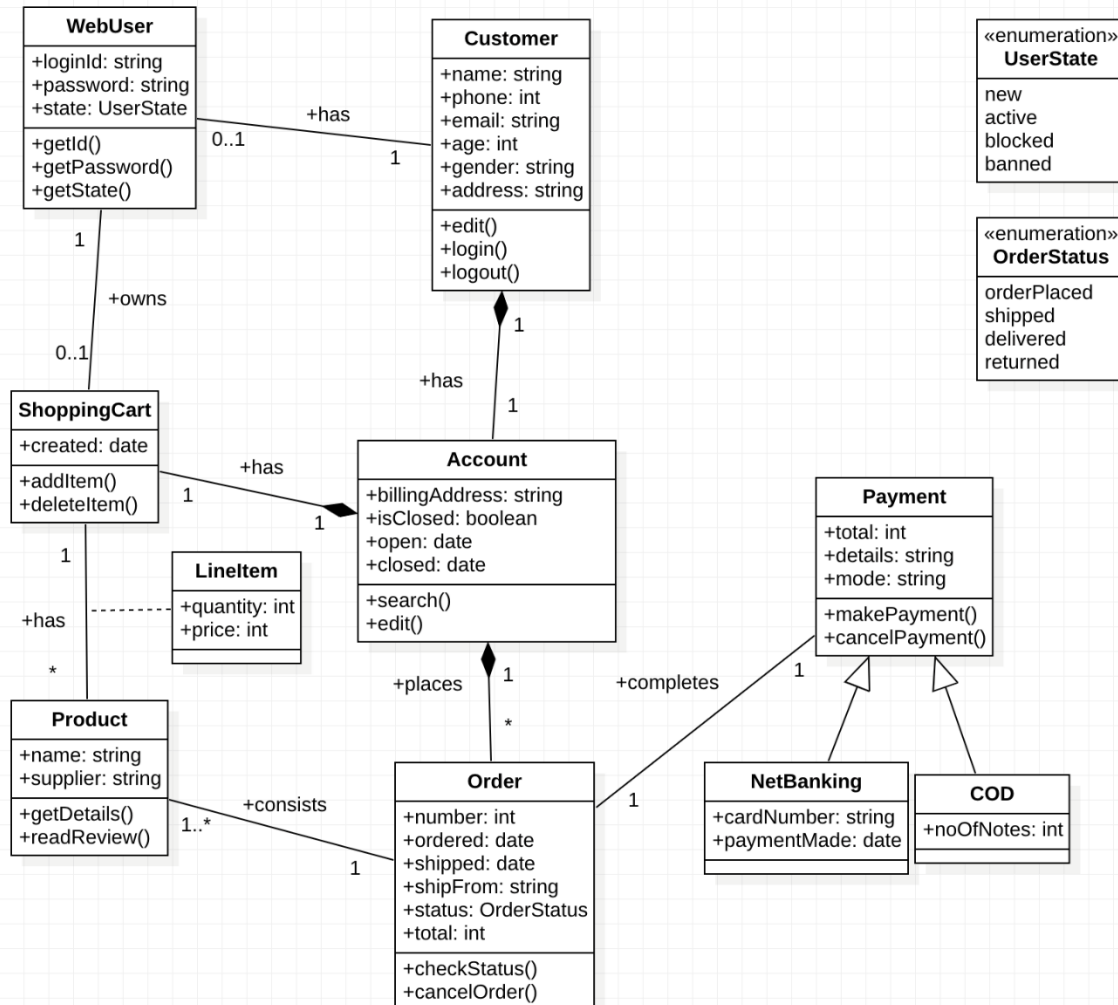 WebUser
+loginId: string
+password: string
+state: UserState
+getId()
+getPassword()
+getState()
+has
0..1
1
Customer
+name: string
+phone: int
+email: string
+age: int
+gender: string
+address: string
+edit()
+login()
+logout()
«enumeration»
UserState
new
active
blocked
banned
«enumeration»
OrderStatus
orderPlaced
shipped
delivered
returned
1
+owns
0..1
1
+has
1
ShoppingCart
+created: date
+addItem()
+deleteItem()
+has
1
1
Account
+billingAddress: string
+isClosed: boolean
+open: date
+closed: date
+search()
+edit()
Payment
+total: int
+details: string
+mode: string
+makePayment()
+cancelPayment()
1
+has
*
LineItem
+quantity: int
+price: int
+places
1
*
+completes
1
1
Product
+name: string
+supplier: string
+getDetails()
+readReview()
+consists
1..*
1
Order
+number: int
+ordered: date
+shipped: date
+shipFrom: string
+status: OrderStatus
+total: int
+checkStatus()
+cancelOrder()
NetBanking
+cardNumber: string
+paymentMade: date
COD
+noOfNotes: int